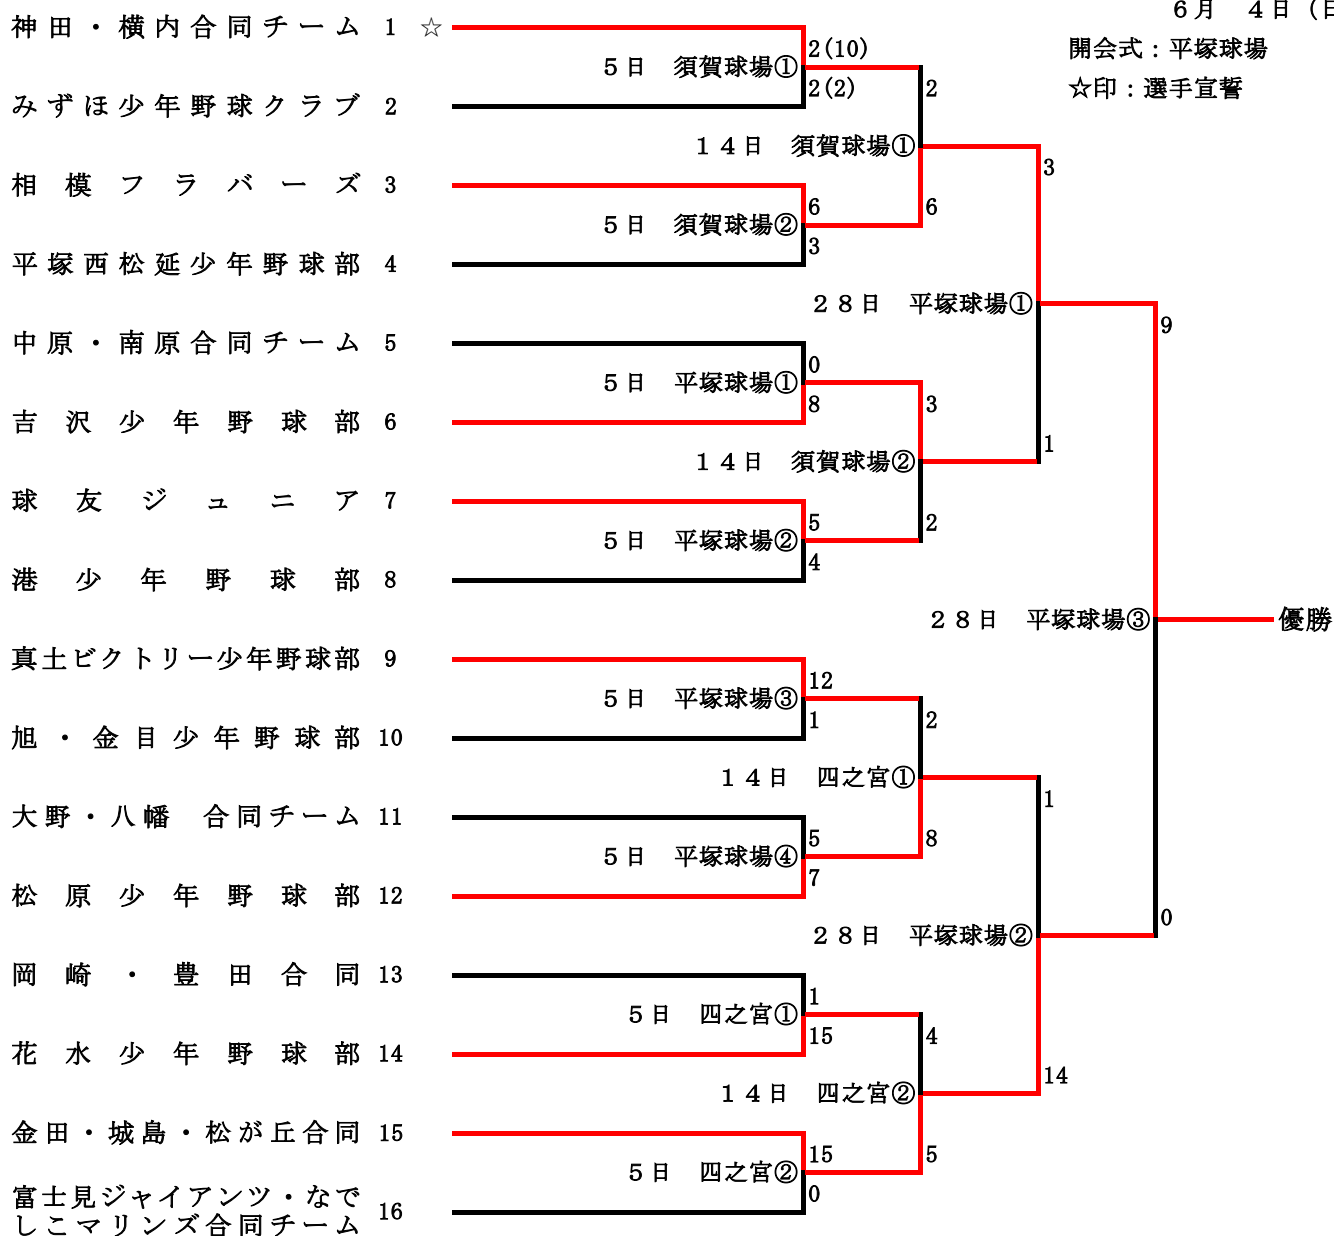 6月　4日（日
開会式：平塚球場
☆印：選手宣誓
神田・横内合同チーム 1 ☆
2(10)
5日　須賀球場①
2(2)
みずほ少年野球クラブ 2
2
14日　須賀球場①
3
相模フラバーズ 3
6
6
5日　須賀球場②
3
平塚西松延少年野球部 4
28日　平塚球場①
9
中原・南原合同チーム 5
0
5日　平塚球場①
8
3
吉沢少年野球部 6
1
14日　須賀球場②
球友ジュニア 7
5
2
5日　平塚球場②
4
港少年野球部 8
28日　平塚球場③
優勝
真土ビクトリー少年野球部 9
12
5日　平塚球場③
1
2
旭・金目少年野球部 10
14日　四之宮①
1
大野・八幡　合同チーム 11
5
8
5日　平塚球場④
7
松原少年野球部 12
0
28日　平塚球場②
岡崎・豊田合同 13
1
5日　四之宮①
15
4
花水少年野球部 14
14
14日　四之宮②
金田・城島・松が丘合同 15
15
5
5日　四之宮②
0
富士見ジャイアンツ・なで
しこマリンズ合同チーム 16